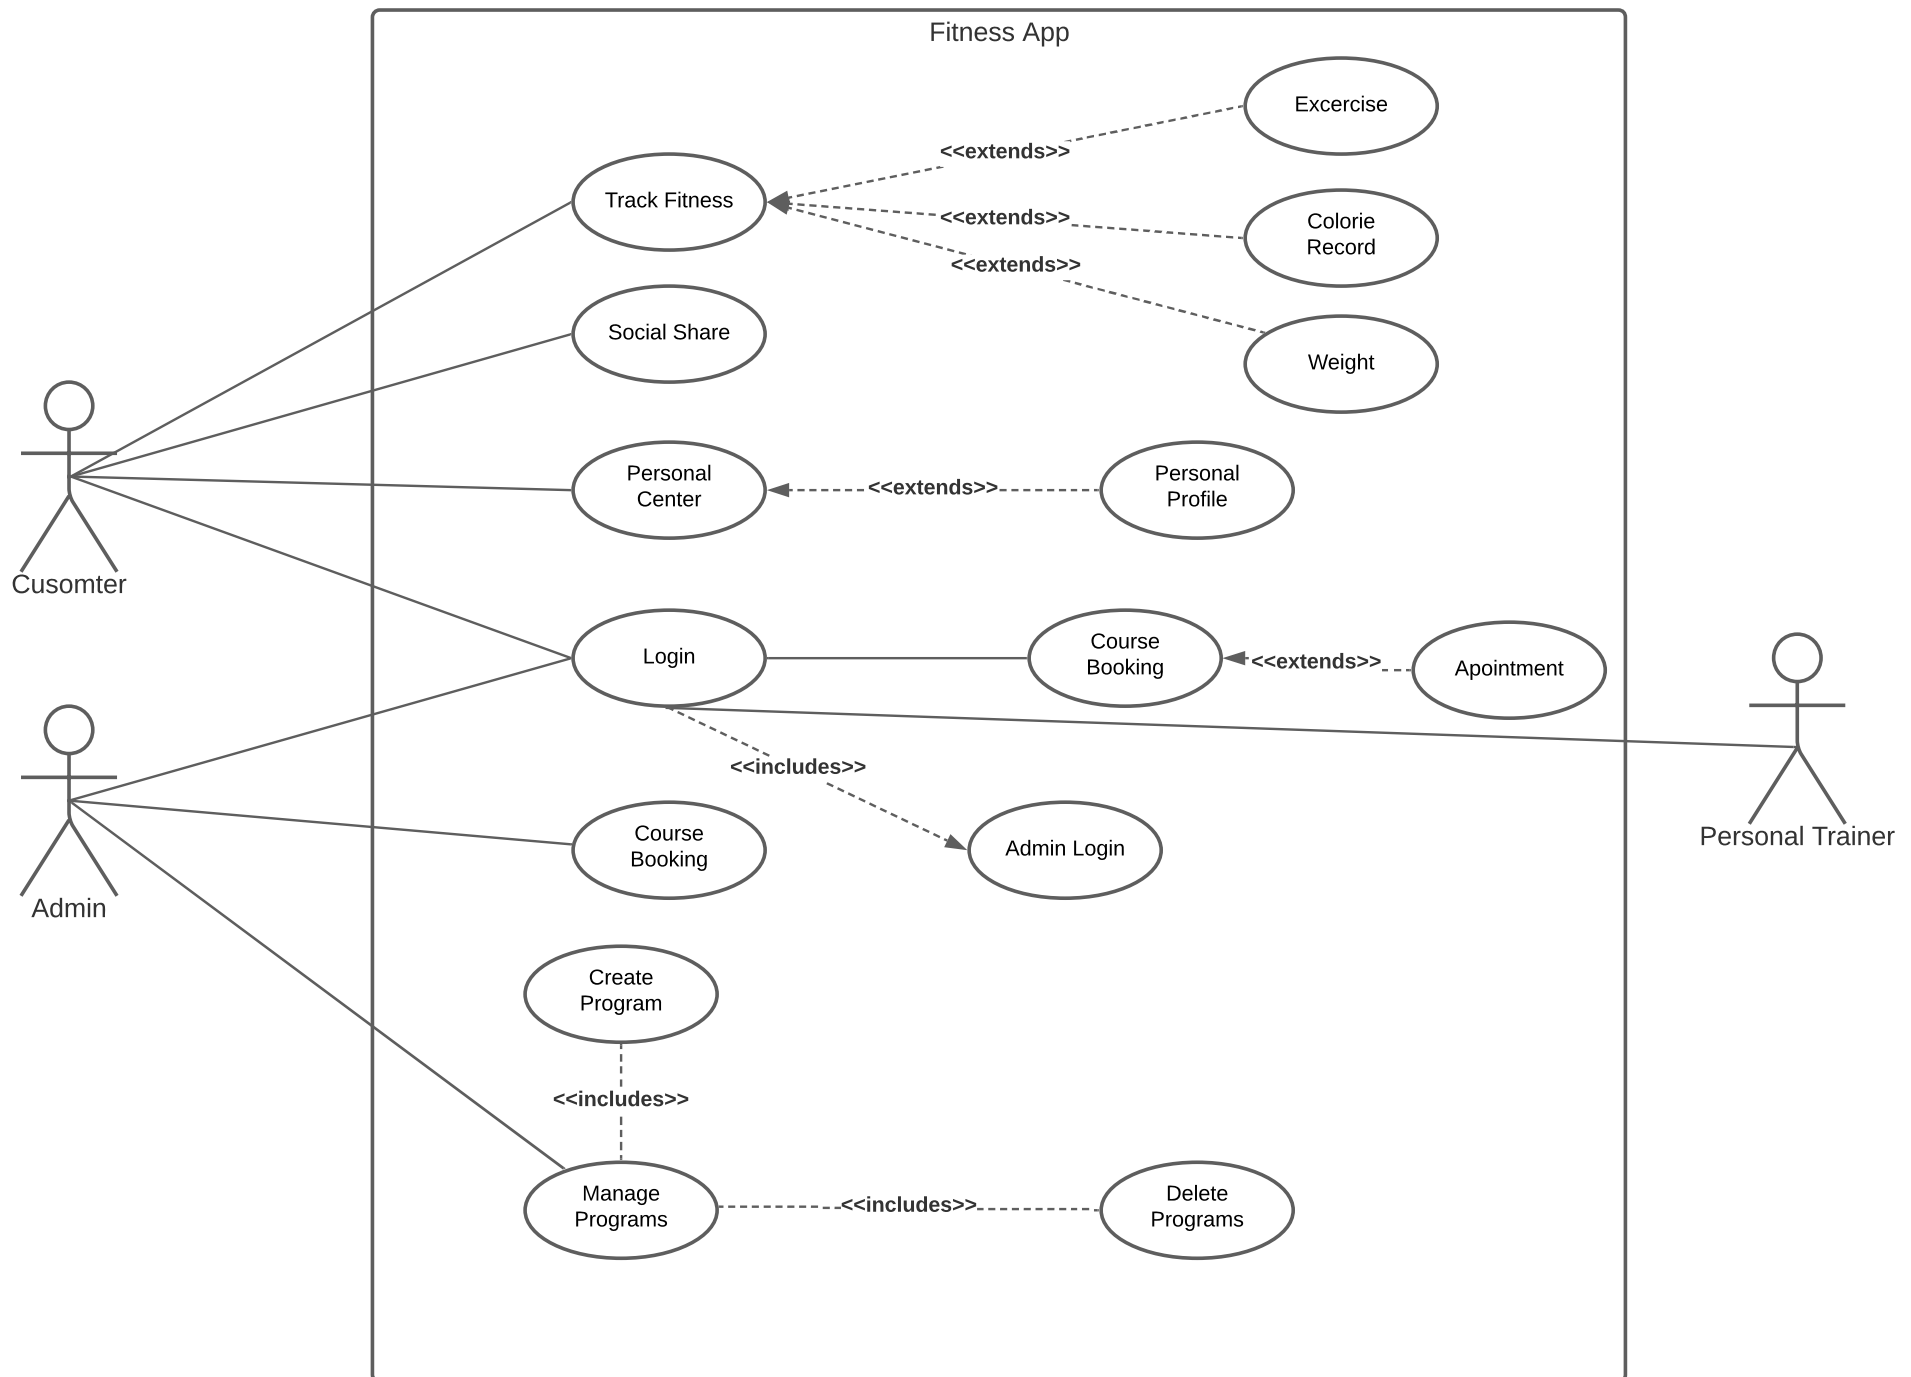 Fitness App
Excercise
<<extends>>
Track Fitness
<<extends>>
Colorie
Record
<<extends>>
Social Share
Weight
Personal
Center
<<extends>>
Personal
Profile
Cusomter
Login
Course
Booking
<<extends>>
Apointment
<<includes>>
Personal Trainer
Course
Booking
Admin Login
Admin
Create
Program
<<includes>>
Manage
Programs
<<includes>>
Delete
Programs